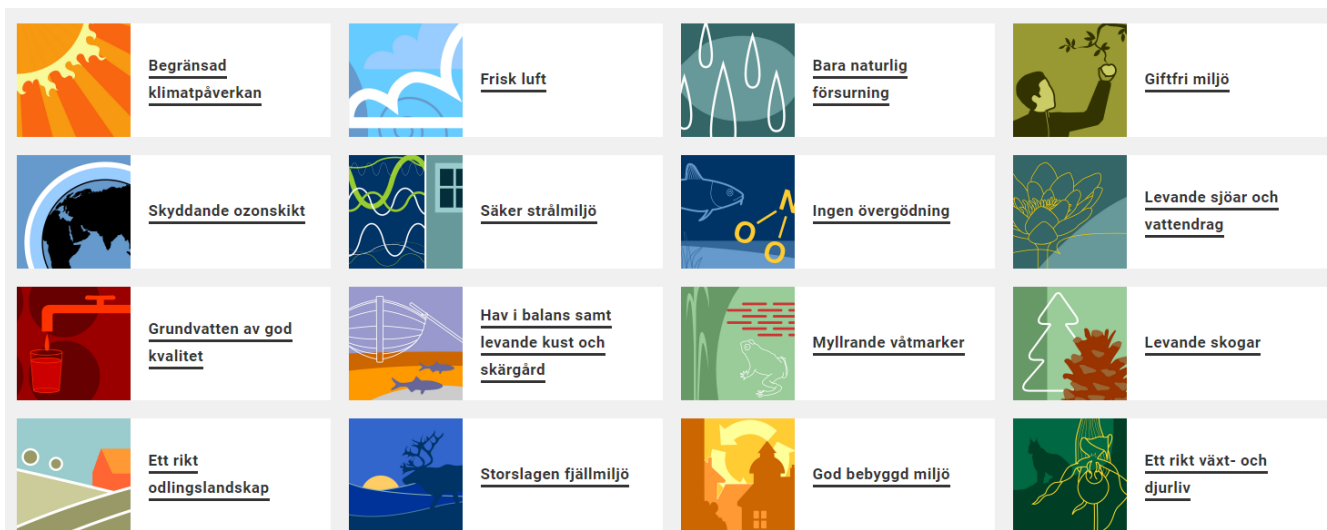 Begränsad
klimatpåverkan
Frisk luft
Bara naturlig
försurning
Giftfri miljö
Skyddande ozonskikt
Säker strålmiljö
Ingen övergödning
N
O
O
Levande sjöar och
vattendrag
Grundvatten av god
kvalitet
Hav i balans samt
levande kust och
skärgård
Myllrande våtmarker
Levande skogar
Ett rikt
odlingslandskap
Storslagen fjällmiljö
God bebyggd miljö
Ett rikt växt- och
djurliv